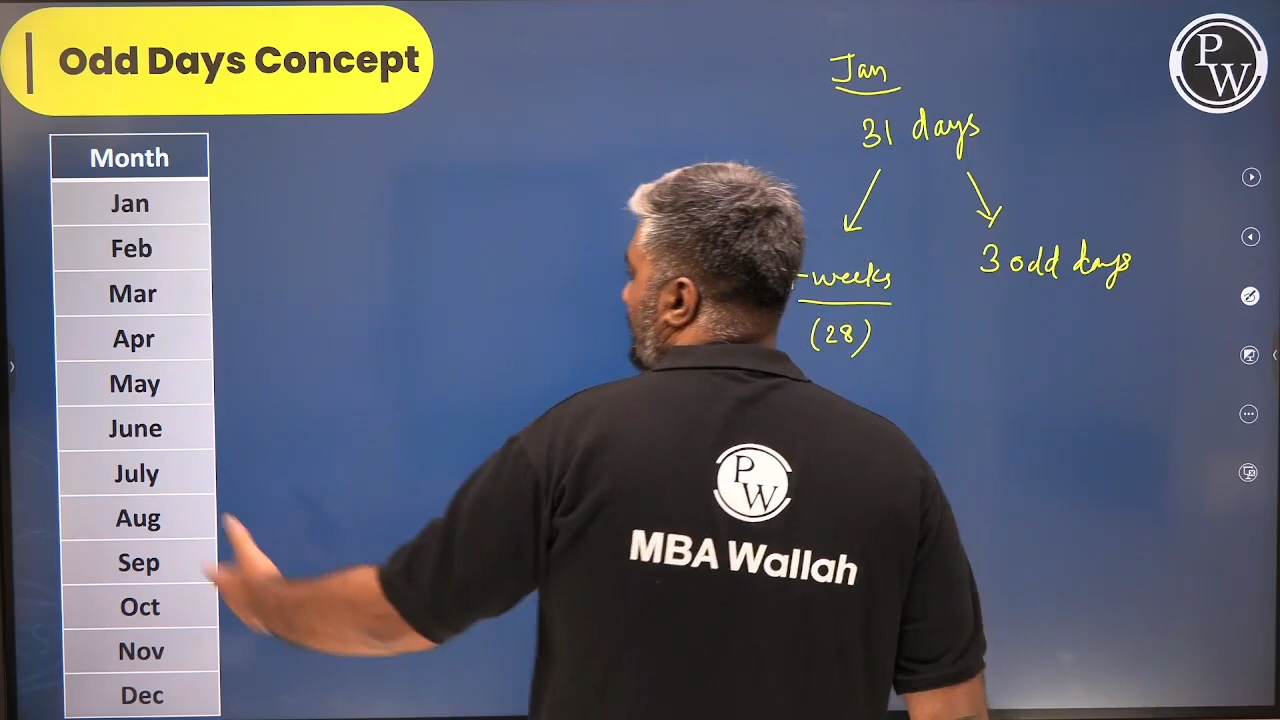 Odd Days Concept
Month
Jan
Feb
Mar
Apr
May
June
July
Aug
Sep
Oct
Nov
Dec
Jan
31 days
weeks
3 odd days
(28)
PW
PW
MBA Wallah